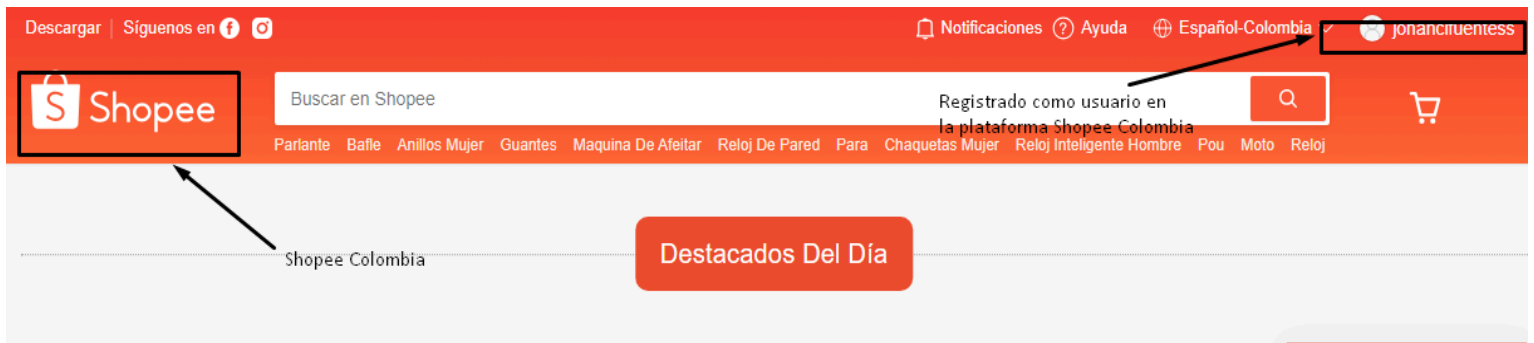 Descargar | Síguenos en
Notificaciones ? Ayuda Español-Colombia jonancifuentess
S Shopee
Buscar en Shopee
Registrado como usuario en
la plataforma Shopee Colombia
Parlante Bafle Anillos Mujer Guantes Maquina De Afeitar Reloj De Pared Para Chaquetas Mujer Reloj Inteligente Hombre Pou Moto Reloj
Destacados Del Día
Shopee Colombia